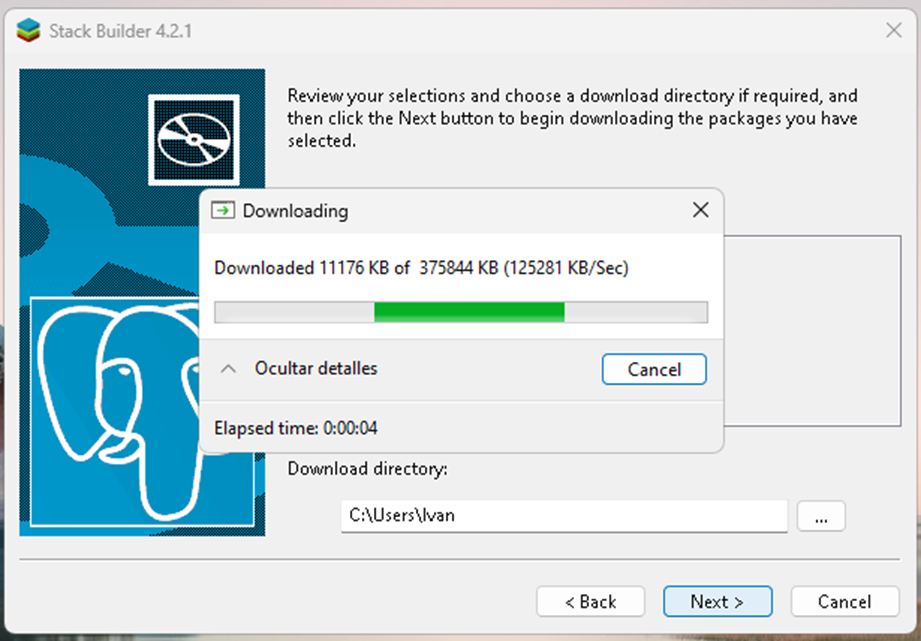 Stack Builder 4.2.1
Review your selections and choose a download directory if required, and
then click the Next button to begin downloading the packages you have
selected.
Downloading
Downloaded 11176 KB of  375844 KB (125281 KB/Sec)
Ocultar detalles
Cancel
Elapsed time: 0:00:04
Download directory:
C:\Users\Ivan
...
< Back
Next >
Cancel